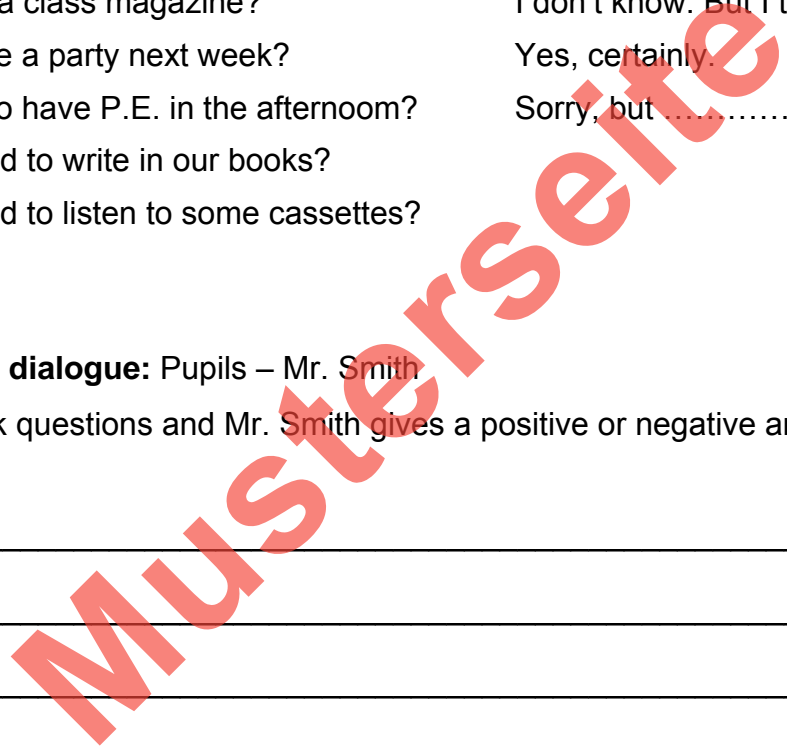 a class magazine? I don't know. But I t
e a party next week? Yes, certainly.
o have P.E. in the afternoom? Sorry, but .............
d to write in our books?
d to listen to some cassettes?
dialogue: Pupils – Mr. Smith
k questions and Mr. Smith gives a positive or negative a
Musterseite